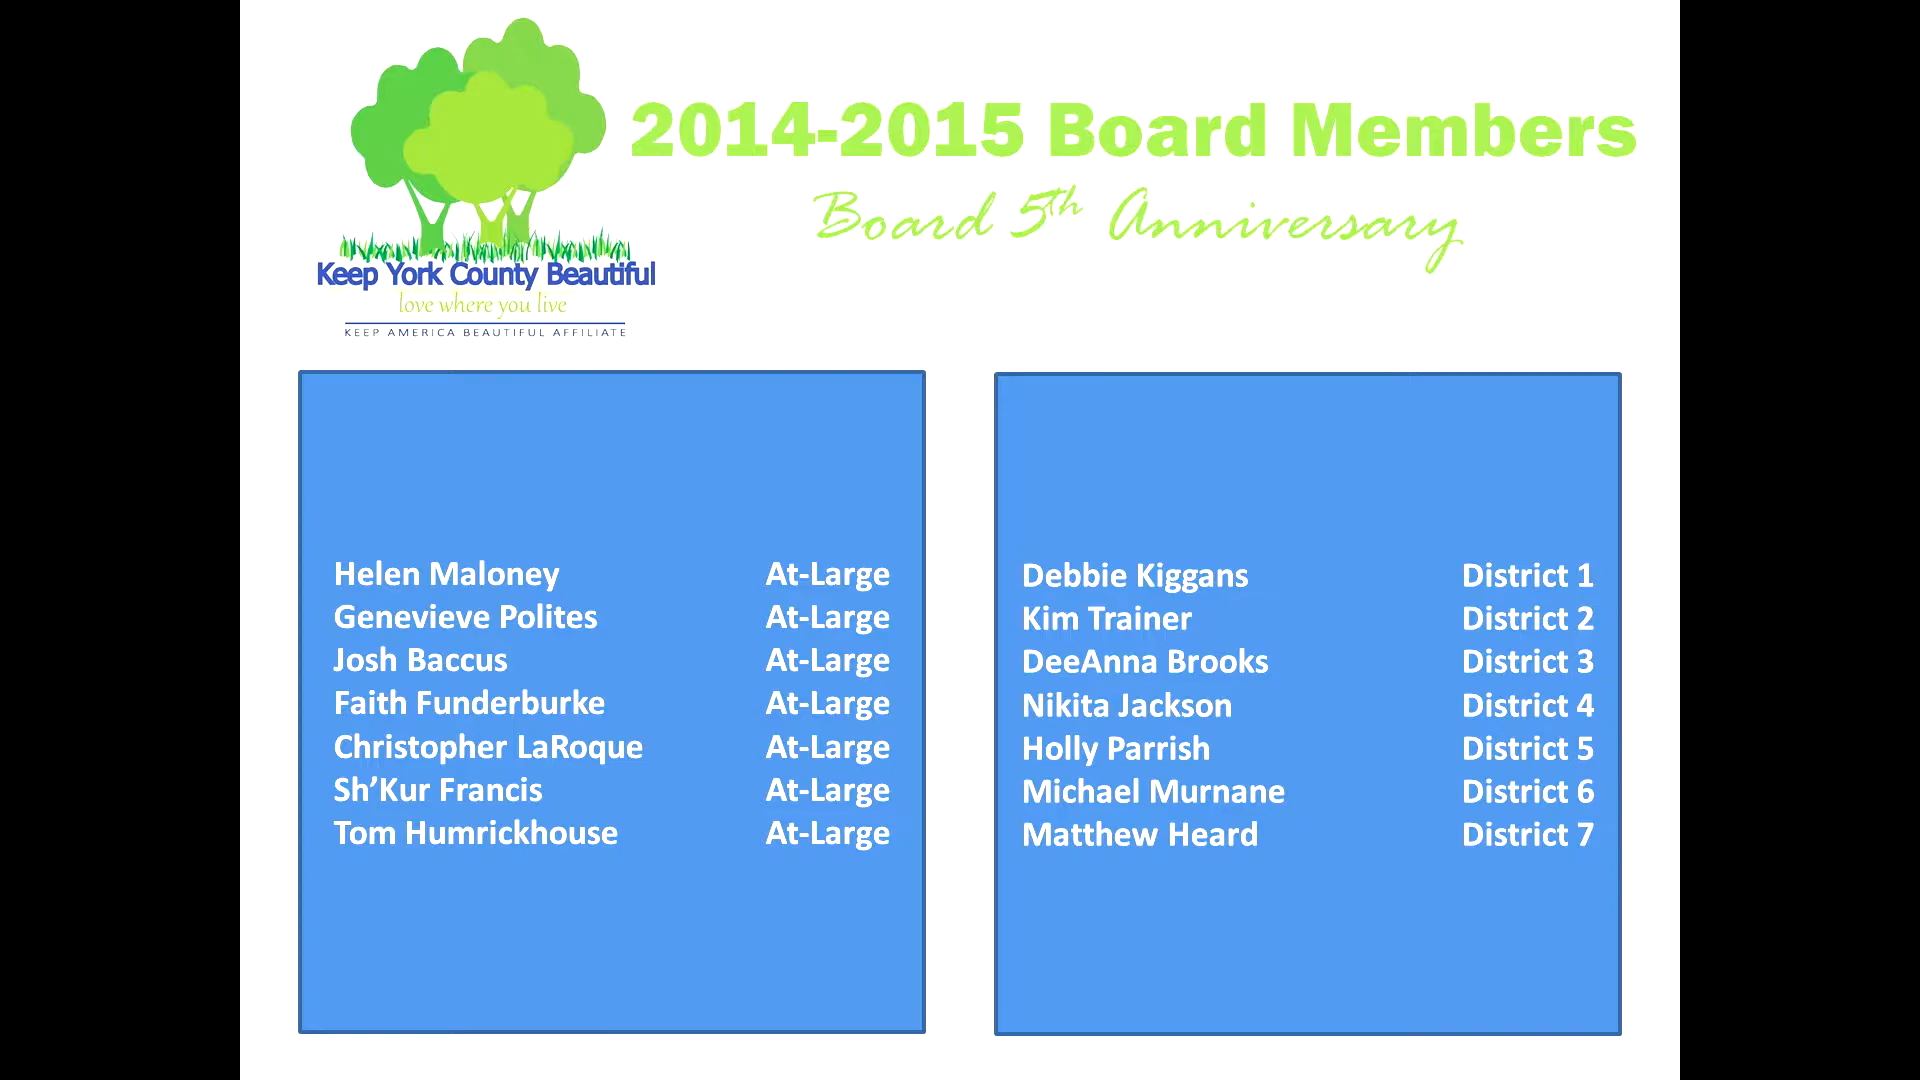 2014-2015 Board Members
Board 5th Anniversary
Keep York County Beautiful
love where you live
KEEP AMERICA BEAUTIFUL AFFILIATE
Helen Maloney At-Large
Genevieve Polites At-Large
Josh Baccus At-Large
Faith Funderburke At-Large
Christopher LaRoque At-Large
Sh’Kur Francis At-Large
Tom Humrickhouse At-Large
Debbie Kiggans District 1
Kim Trainer District 2
DeeAnna Brooks District 3
Nikita Jackson District 4
Holly Parrish District 5
Michael Murnane District 6
Matthew Heard District 7